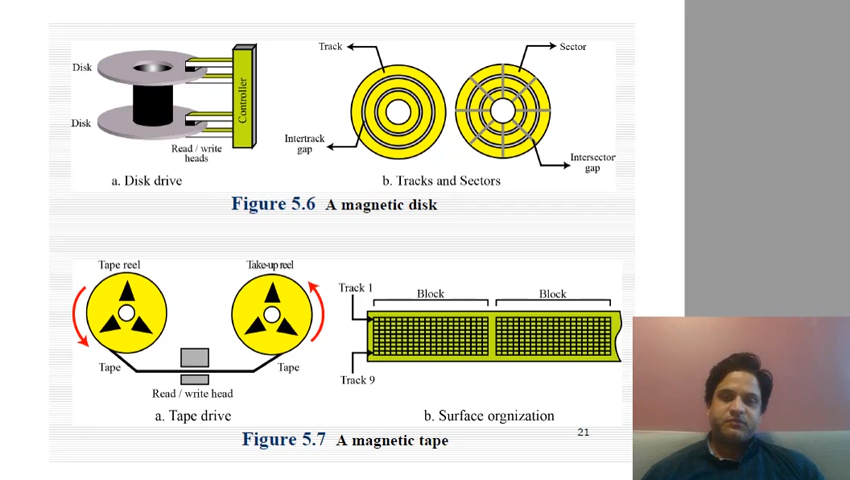 Track
Sector
Disk
Disk
Controller
Read / write
heads
Intertrack
gap
Intersector
gap
a. Disk drive
b. Tracks and Sectors
Figure 5.6 A magnetic disk
Tape reel
Take-up reel
Track 1
Block
Block
Tape
Tape
Read / write head
Track 9
a. Tape drive
b. Surface orgnization
21
Figure 5.7 A magnetic tape